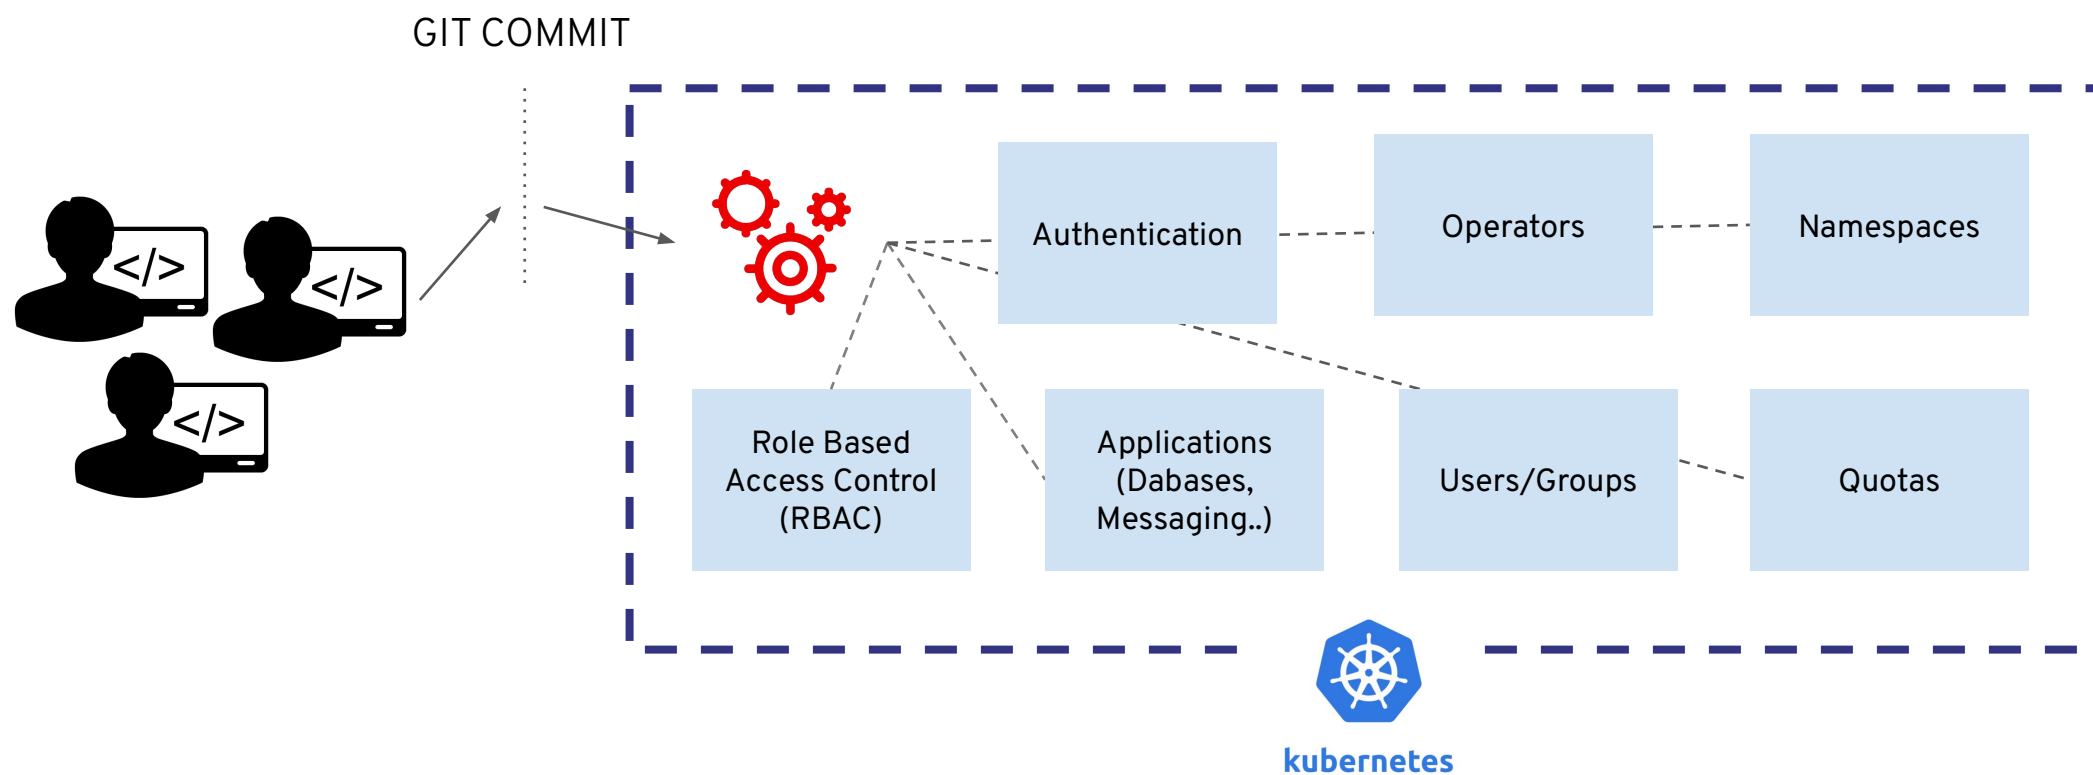 GIT COMMIT
</>
</>
</>
Authentication
Operators
Namespaces
Role Based
Access Control
(RBAC)
Applications
(Dabases,
Messaging..)
Users/Groups
Quotas
kubernetes